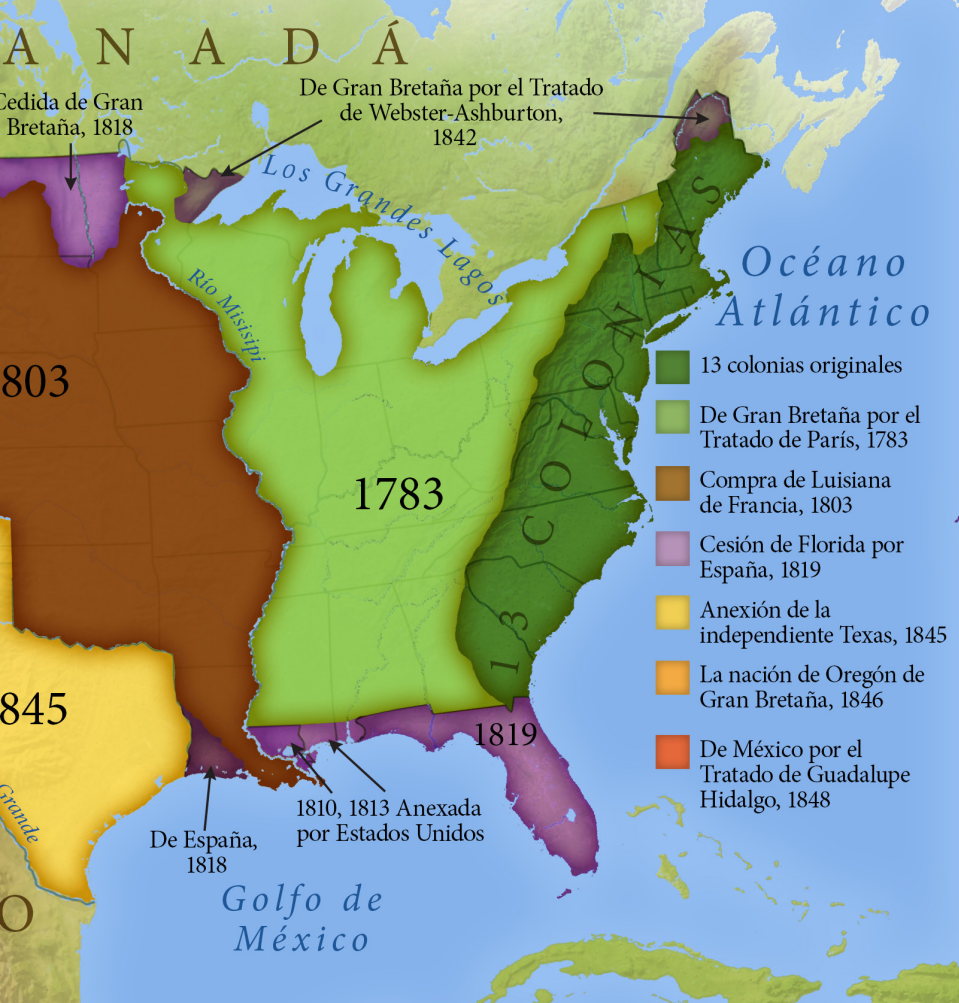 A N A D Á
De Gran Bretaña por el Tratado
de Webster-Ashburton,
1842
Cedida de Gran
Bretaña, 1818
Los Grandes Lagos
Río Misisipi
13 COLONIAS
Océano
Atlántico
803
1783
845
1819
Grande
De España,
1818
1810, 1813 Anexada
por Estados Unidos
Golfo de
México
O
13 colonias originales
De Gran Bretaña por el
Tratado de París, 1783
Compra de Luisiana
de Francia, 1803
Cesión de Florida por
España, 1819
Anexión de la
independiente Texas, 1845
La nación de Oregón de
Gran Bretaña, 1846
De México por el
Tratado de Guadalupe
Hidalgo, 1848